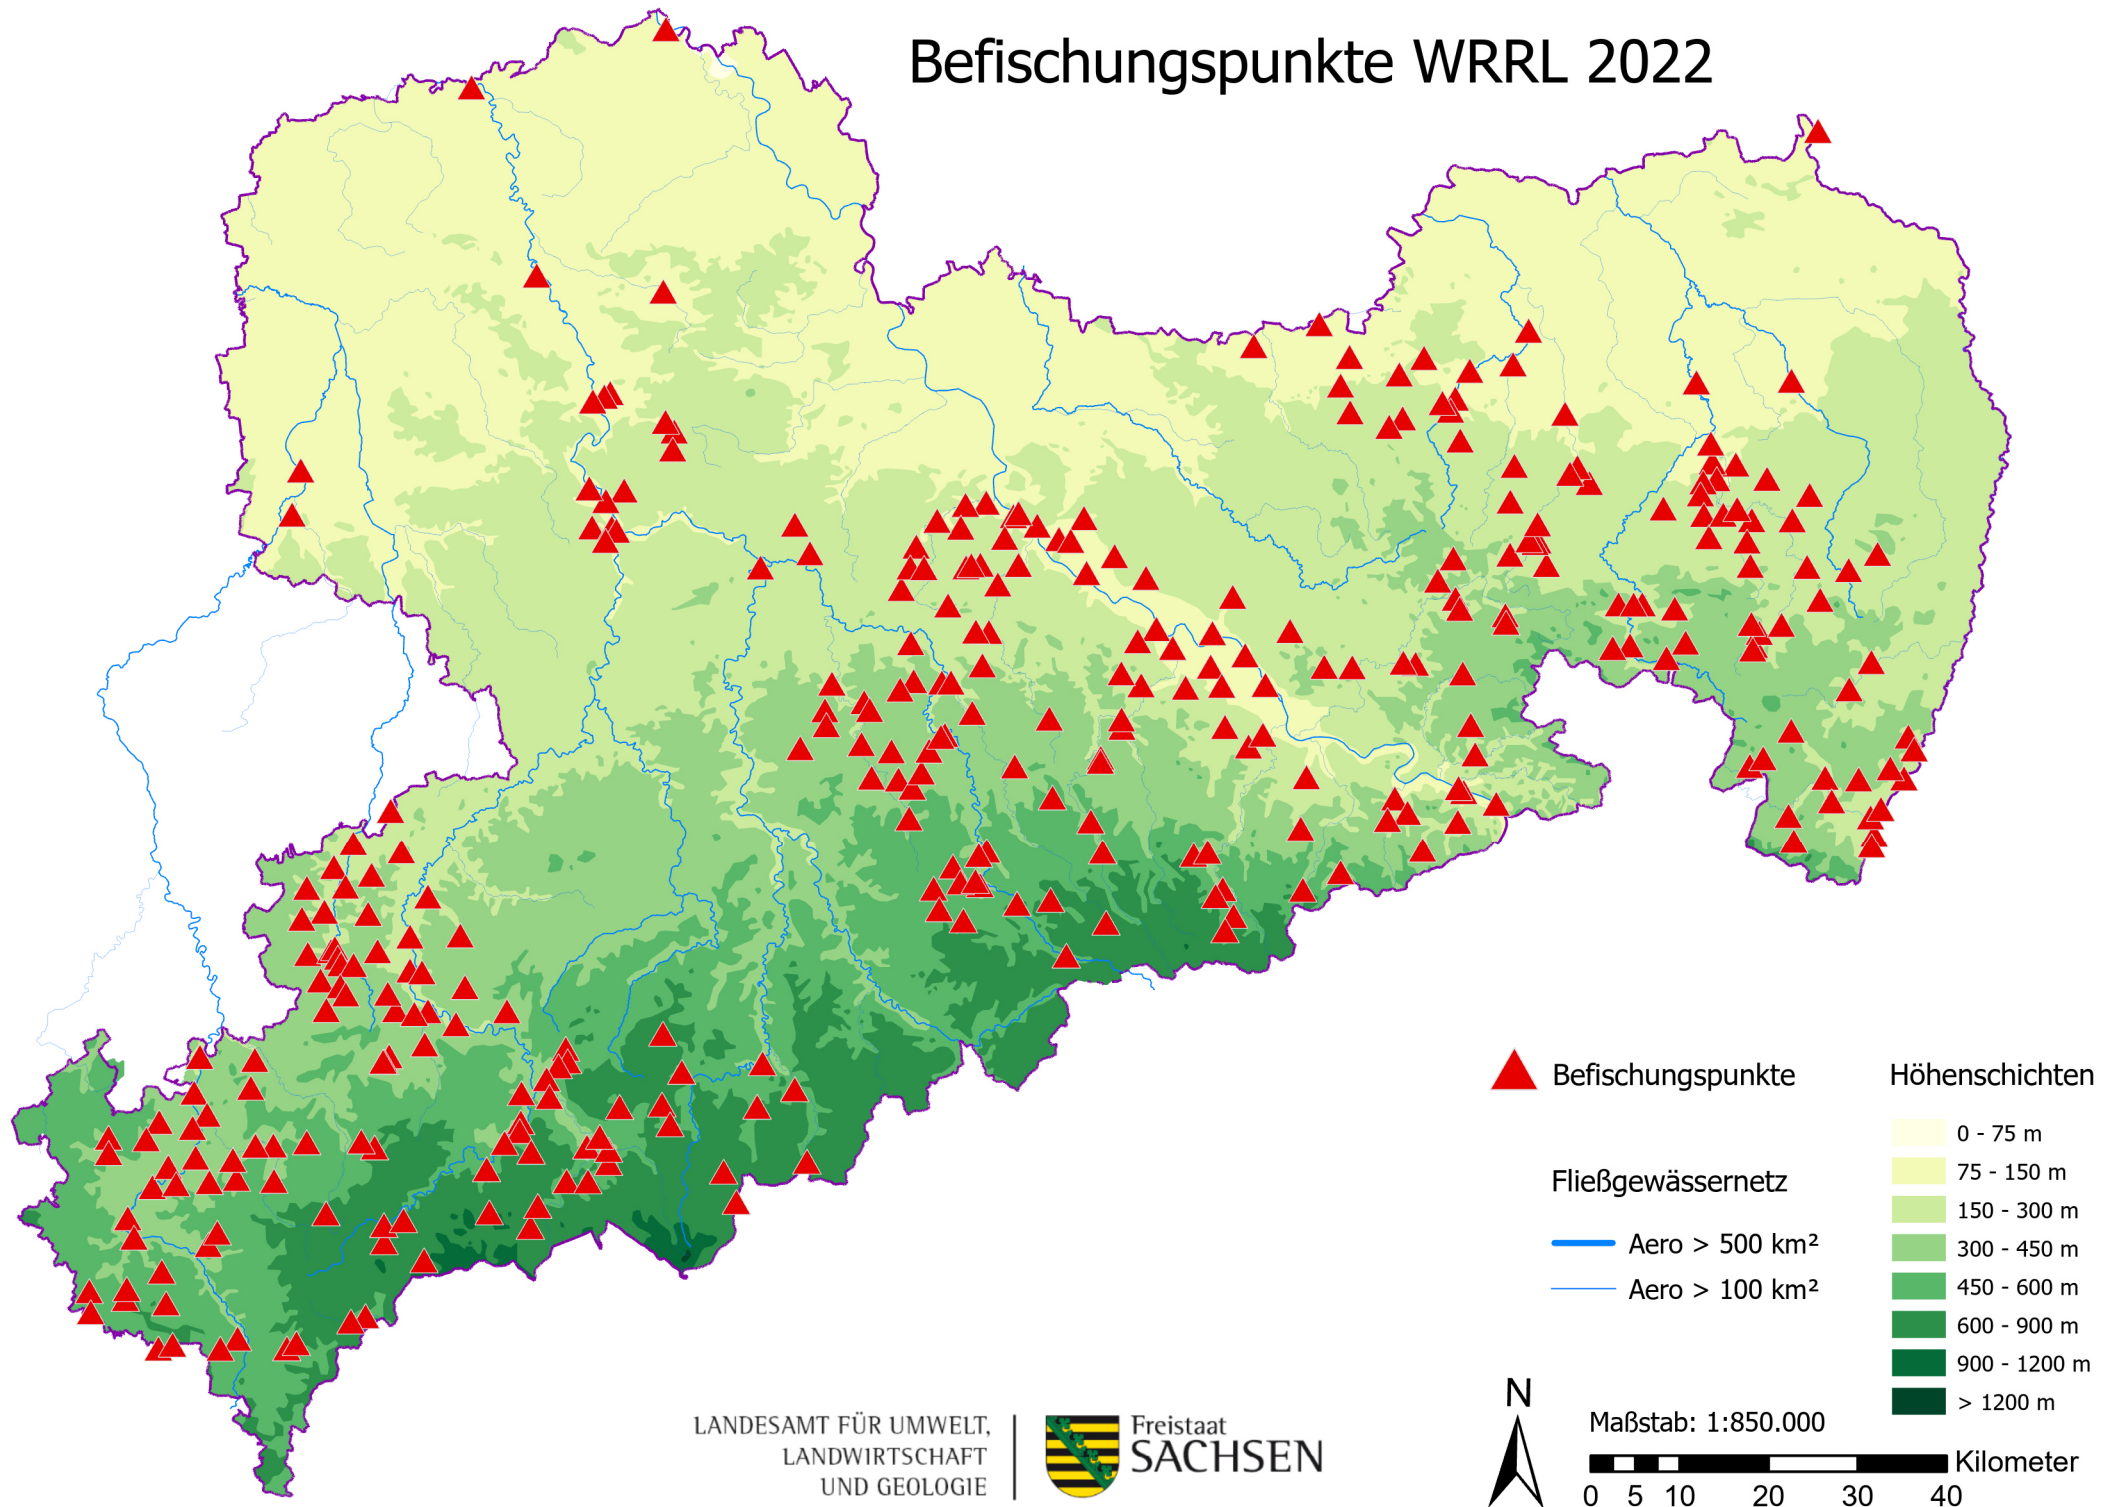 Befischungspunkte WRRL 2022
Befischungspunkte
Fließgewässernetz
Aero > 500 km²
Aero > 100 km²
Höhenschichten
0 - 75 m
75 - 150 m
150 - 300 m
300 - 450 m
450 - 600 m
600 - 900 m
900 - 1200 m
> 1200 m
LANDESAMT FÜR UMWELT,
LANDWIRTSCHAFT
UND GEOLOGIE
Freistaat
SACHSEN
N
Maßstab: 1:850.000
Kilometer
0 5 10 20 30 40